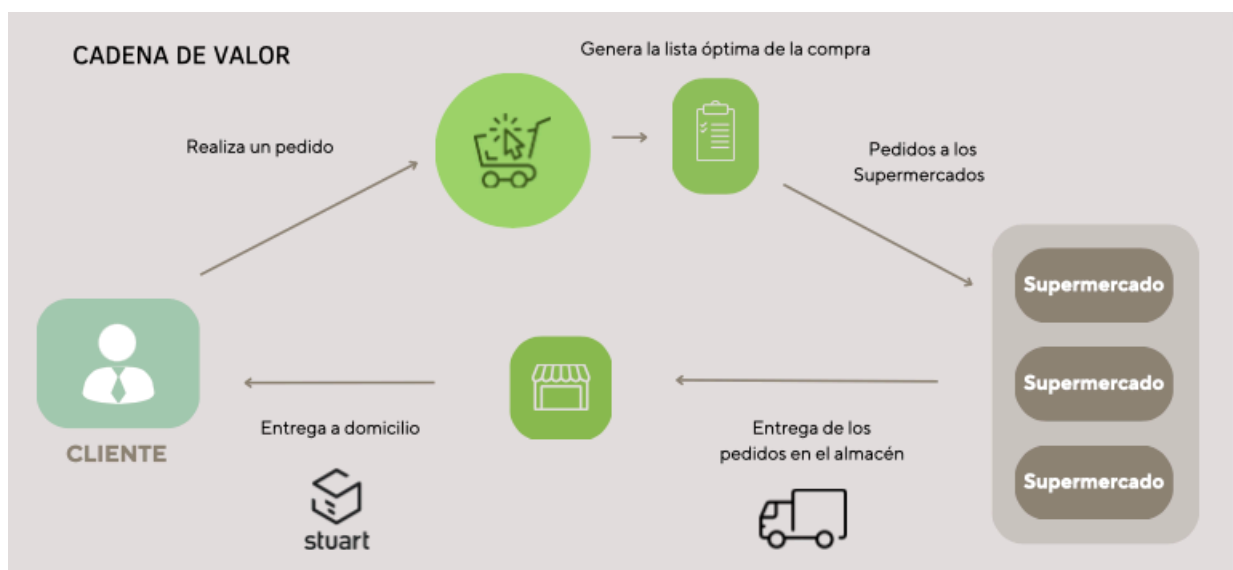 CADENA DE VALOR
Genera la lista óptima de la compra
Realiza un pedido
Pedidos a los
Supermercados
Supermercado
Supermercado
Supermercado
CLIENTE
Entrega a domicilio
stuart
Entrega de los
pedidos en el almacén